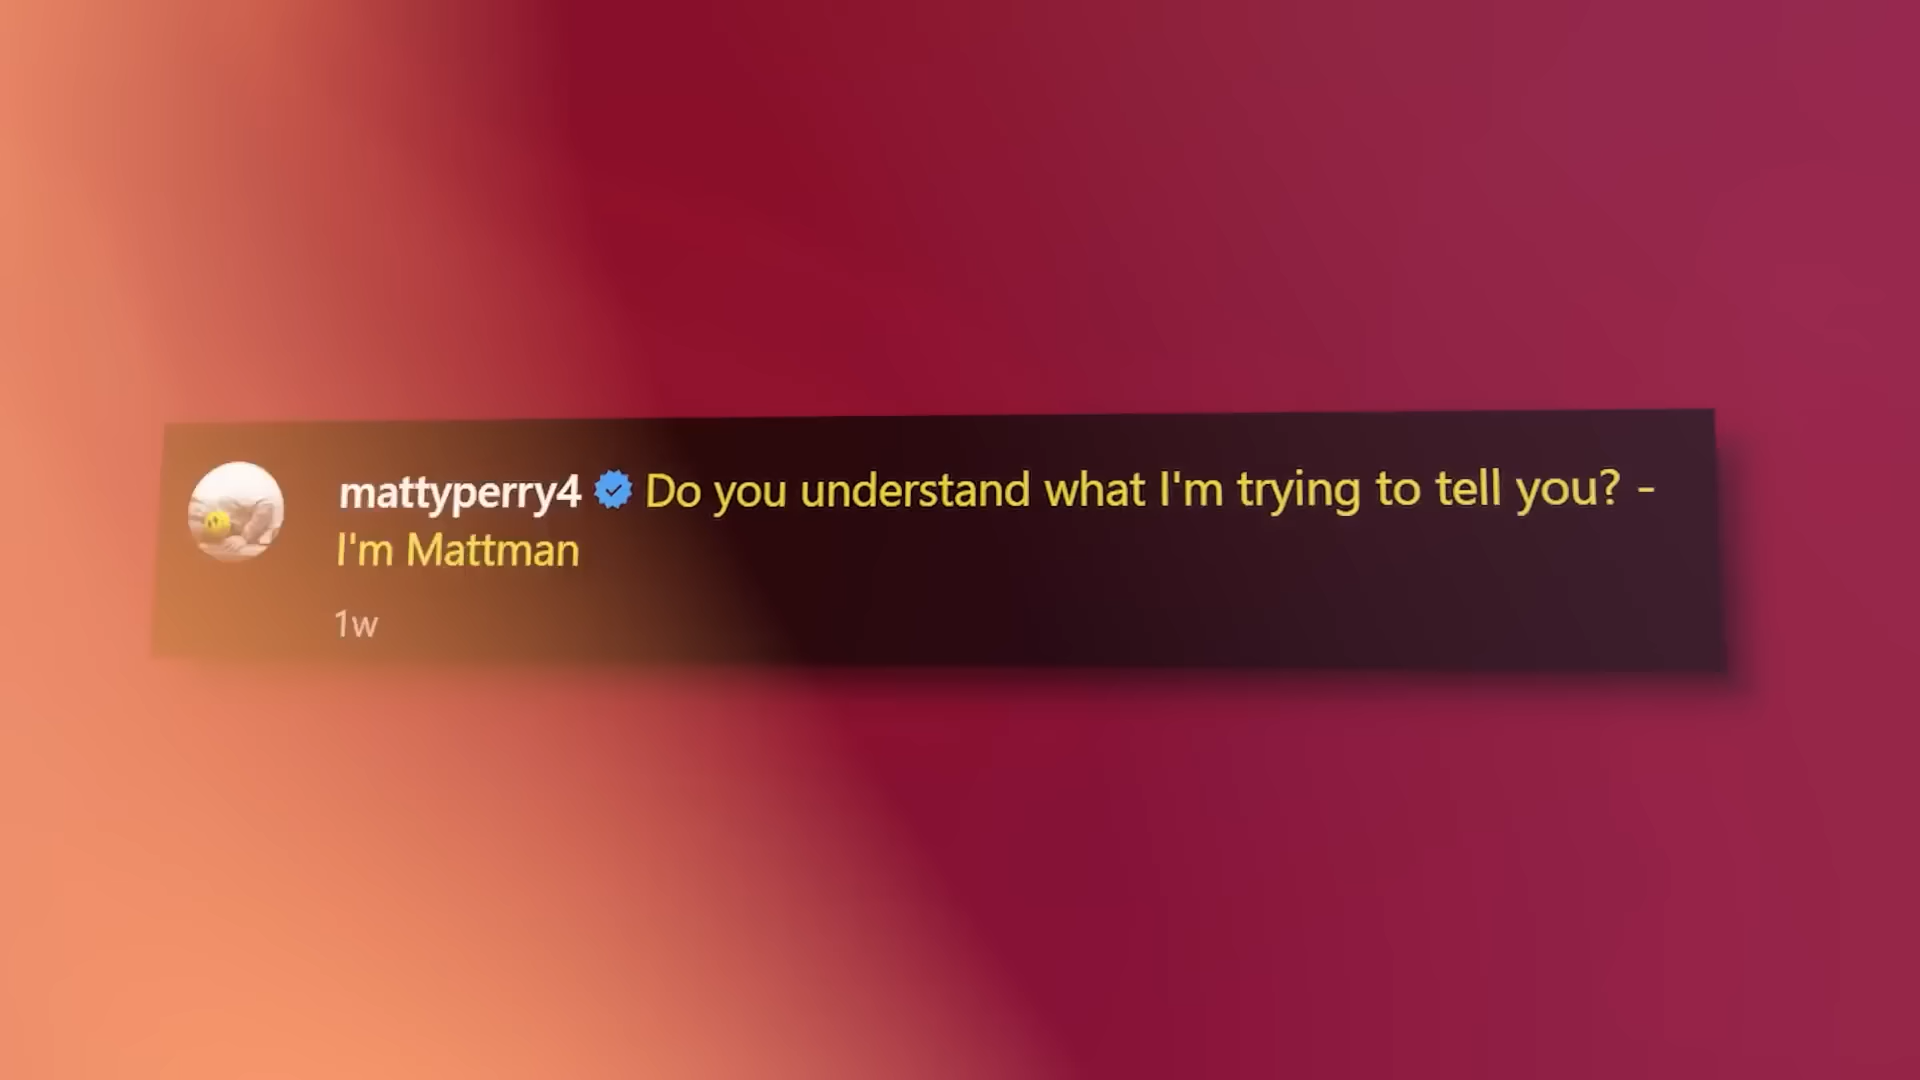 mattyperry4 Do you understand what I'm trying to tell you? -
I'm Mattman
1w